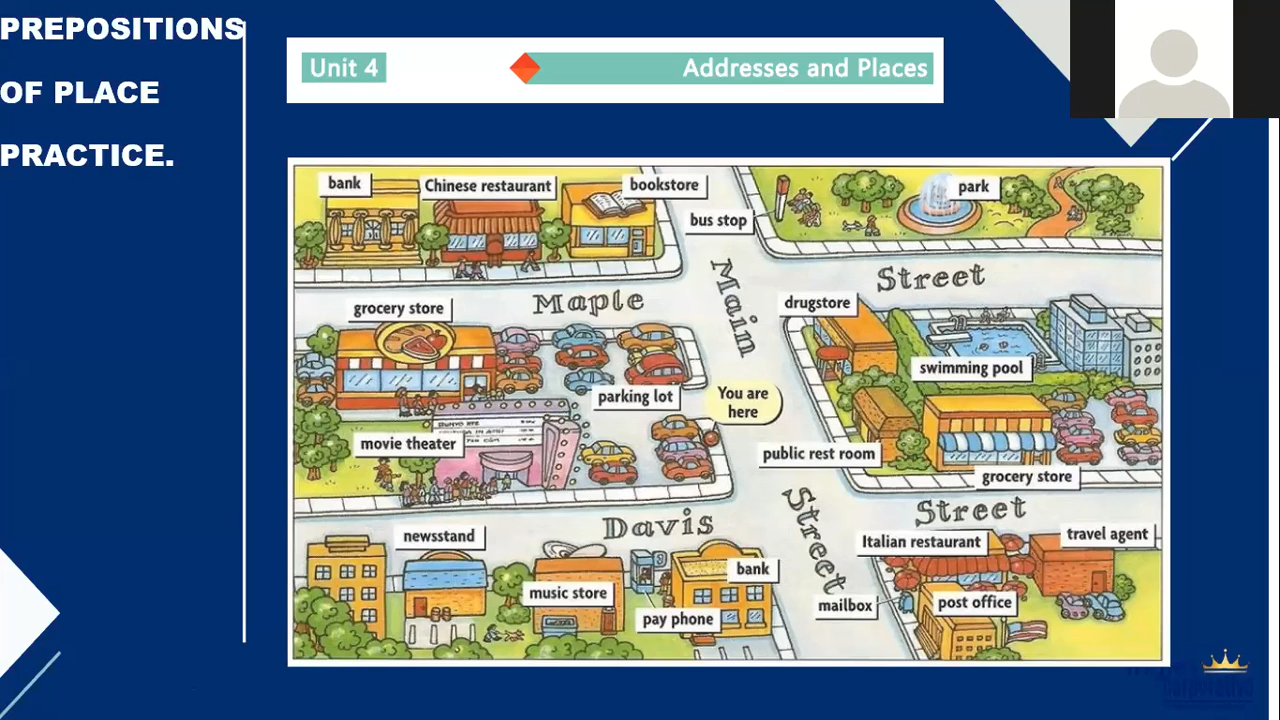 PREPOSITIONS
OF PLACE
PRACTICE.
Unit 4
Addresses and Places
bank
Chinese restaurant
bookstore
bus stop
park
Maple
Main
Street
grocery store
drugstore
swimming pool
parking lot
You are
here
movie theater
public rest room
grocery store
Davis
Street
Street
newsstand
Italian restaurant
travel agent
bank
music store
mailbox
post office
pay phone